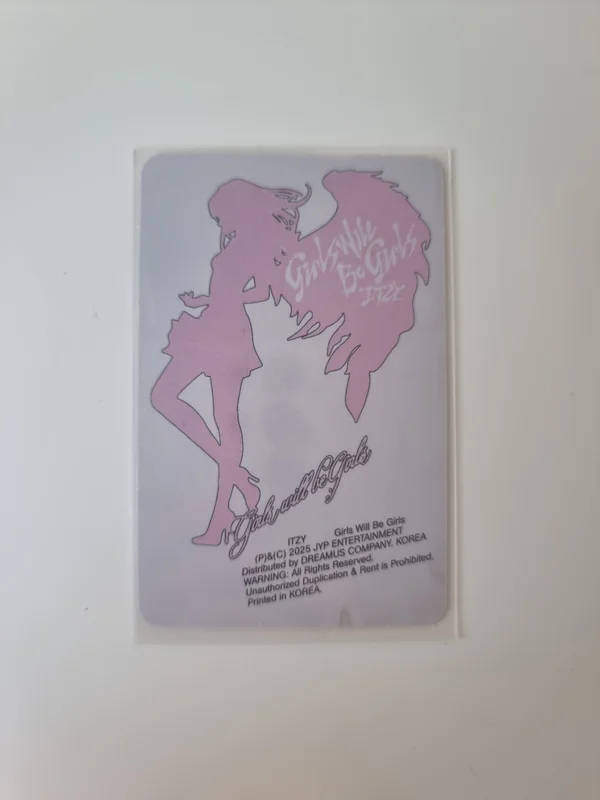 Girls Will
Be Girls
ITZY
Girls will be Girls
ITZY Girls Will Be Girls
(P)&(C) 2025 JYP ENTERTAINMENT
Distributed by DREAMUS COMPANY. KOREA
WARNING: All Rights Reserved.
Unauthorized Duplication & Rent is Prohibited.
Printed in KOREA.